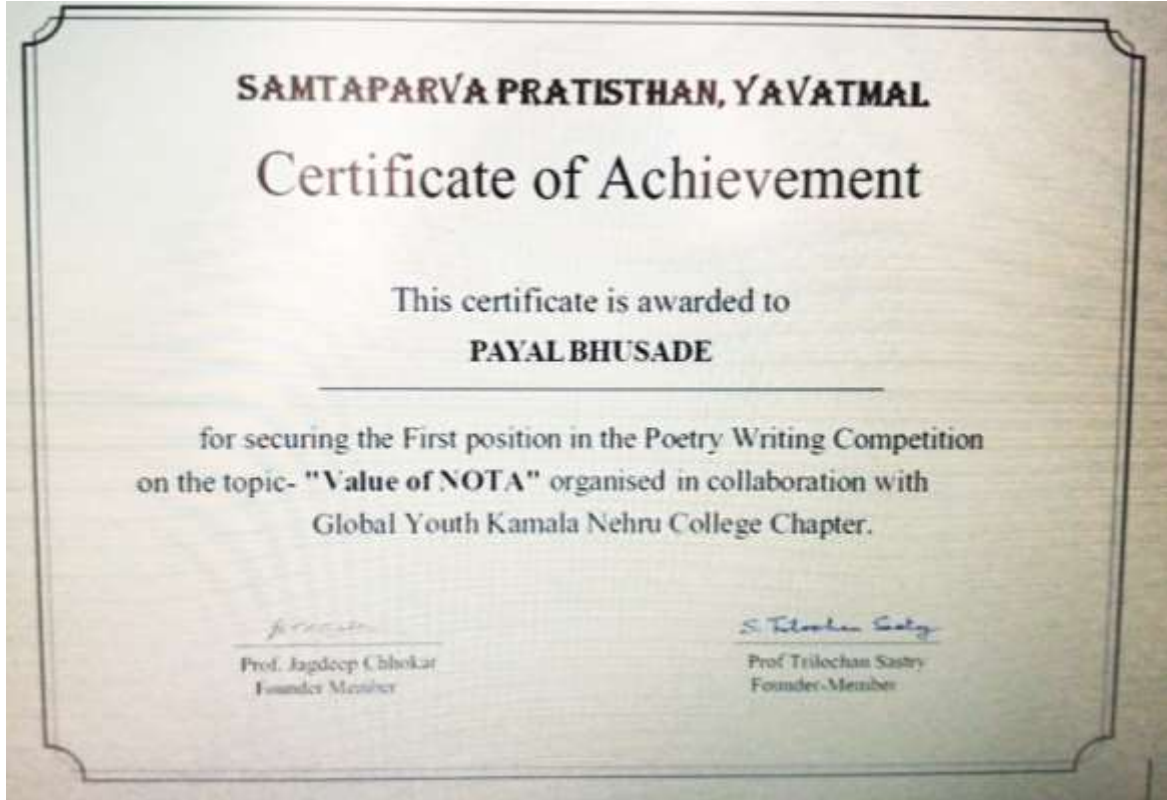 SAMTAPARVA PRATISTHAN, YAVATMAL
Certificate of Achievement
This certificate is awarded to
PAYAL BHUSADE
for securing the First position in the Poetry Writing Competition
on the topic- "Value of NOTA" organised in collaboration with
Global Youth Kamala Nehru College Chapter.
S. Trilochan Sastry
Prof. Jagdeep Chhokar
Founder Member
Prof Trilochan Sastry
Founder-Member